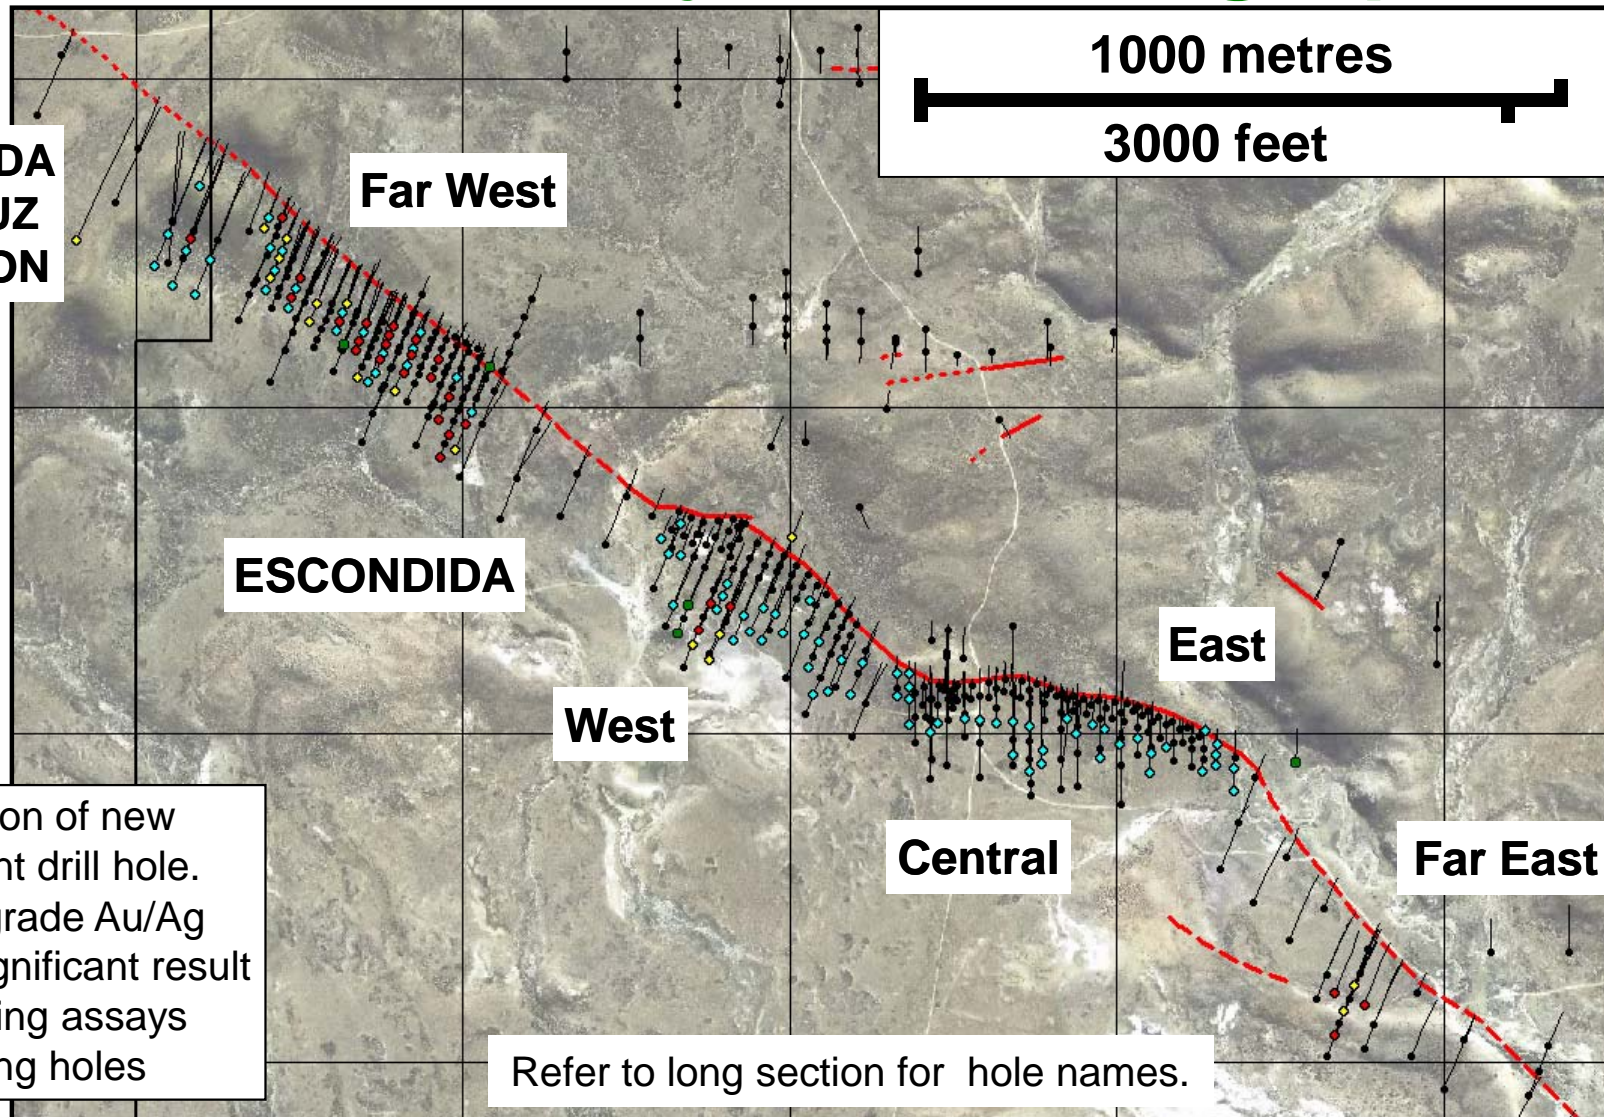 1000 metres
3000 feet
DA
UZ
ON
Far West
ESCONDIDA
West
East
Central
Far East
on of new
nt drill hole.
grade Au/Ag
gnificant result
ing assays
ng holes
Refer to long section for hole names.